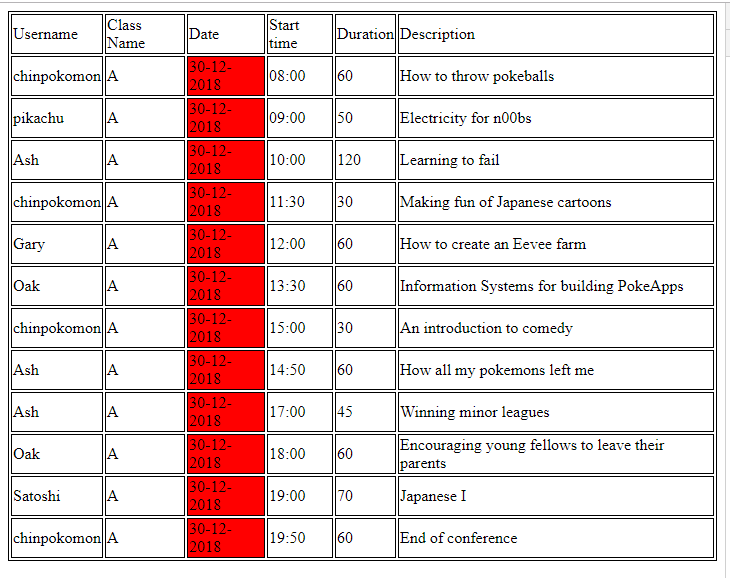 Username Class Name Date Start time Duration Description
chinpokomon A 30-12-2018 08:00 60 How to throw pokeballs
pikachu A 30-12-2018 09:00 50 Electricity for n00bs
Ash A 30-12-2018 10:00 120 Learning to fail
chinpokomon A 30-12-2018 11:30 30 Making fun of Japanese cartoons
Gary A 30-12-2018 12:00 60 How to create an Eevee farm
Oak A 30-12-2018 13:30 60 Information Systems for building PokeApps
chinpokomon A 30-12-2018 15:00 30 An introduction to comedy
Ash A 30-12-2018 14:50 60 How all my pokemons left me
Ash A 30-12-2018 17:00 45 Winning minor leagues
Oak A 30-12-2018 18:00 60 Encouraging young fellows to leave their parents
Satoshi A 30-12-2018 19:00 70 Japanese I
chinpokomon A 30-12-2018 19:50 60 End of conference